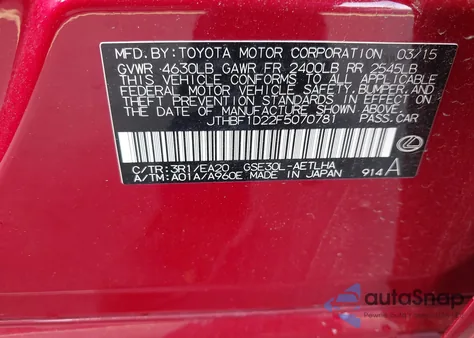 MFD. BY: TOYOTA MOTOR CORPORATION 03/15
GVWR 4630LB GAWR FR 2400LB RR 2545LB
THIS VEHICLE CONFORMS TO ALL APPLICABLE
FEDERAL MOTOR VEHICLE SAFETY, BUMPER, AND
THEFT PREVENTION STANDARDS IN EFFECT ON
THE DATE OF MANUFACTURE SHOWN ABOVE.
JTHBF1D22F5070781 PASS.CAR
C/TR: 3R1/EA20 GSE30L-AETLHA
A/TM: A01A/A960E MADE IN JAPAN 914 A
autoSnap